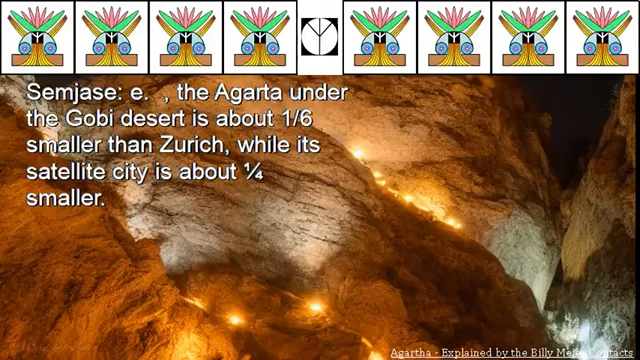 Semjase: e.  , the Agarta under
the Gobi desert is about 1/6
smaller than Zurich, while its
satellite city is about ¼
smaller.
Agartha - Explained by the Billy Meier Contacts